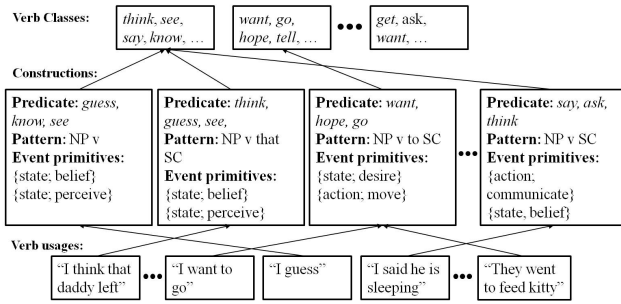 Verb Classes:
think, see,
say, know, …
want, go,
hope, tell, …
●●●
get, ask,
want, …
Constructions:
Predicate: guess,
know, see
Pattern: NP v
Event primitives:
{state; belief}
{state; perceive}
Predicate: think,
guess, see,
Pattern: NP v that
SC
Event primitives:
{state; belief}
{state; perceive}
Predicate: want,
hope, go
Pattern: NP v to SC
Event primitives:
{state; desire}
{action; move}
●●●
Predicate: say, ask,
think
Pattern: NP v SC
Event primitives:
{action;
communicate}
{state, belief}
Verb usages:
“I think that
daddy left”
●●●
“I want to
go”
“I guess”
“I said he is
sleeping”
●●●
“They went
to feed kitty”